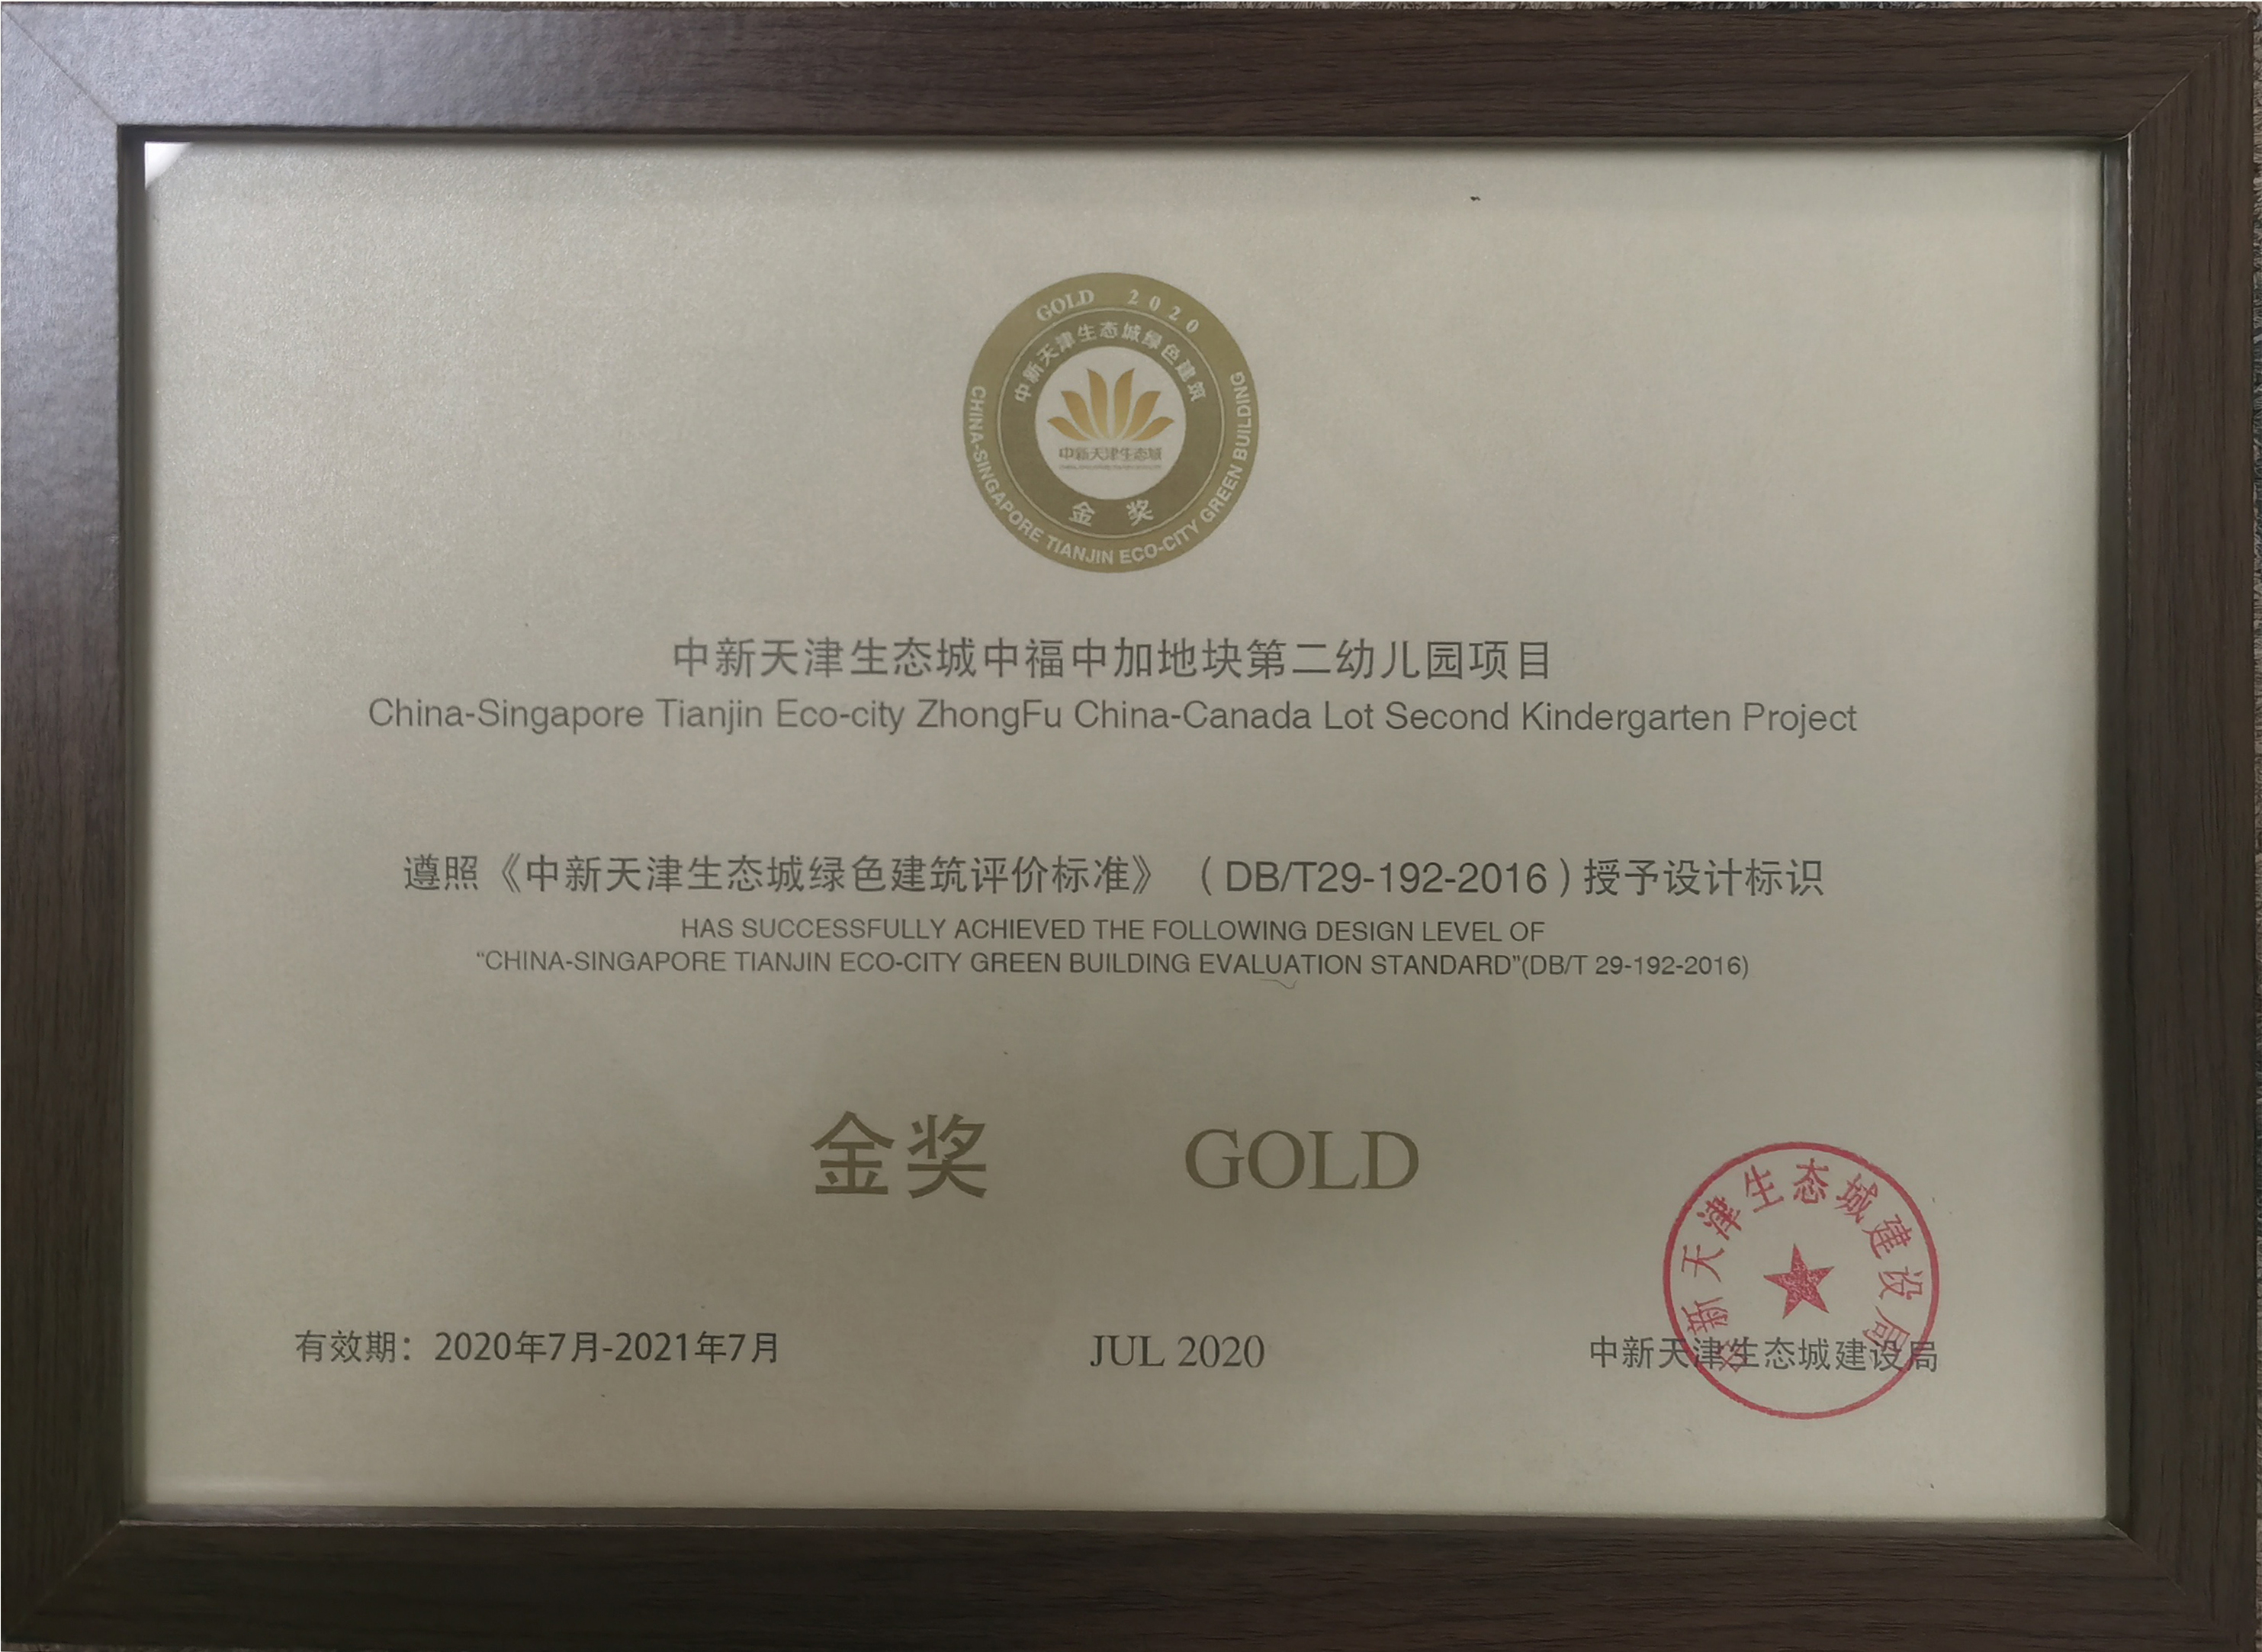 GOLD 2020
中新天津生态城绿色建筑
中新天津生态城
金 奖
CHINA-SINGAPORE TIANJIN ECO-CITY GREEN BUILDING
中新天津生态城中福中加地块第二幼儿园项目
China-Singapore Tianjin Eco-city ZhongFu China-Canada Lot Second Kindergarten Project
遵照《中新天津生态城绿色建筑评价标准》（DB/T29-192-2016）授予设计标识
HAS SUCCESSFULLY ACHIEVED THE FOLLOWING DESIGN LEVEL OF
“CHINA-SINGAPORE TIANJIN ECO-CITY GREEN BUILDING EVALUATION STANDARD”(DB/T 29-192-2016)
金奖 GOLD
有效期：2020年7月-2021年7月 JUL 2020 中新天津生态城建设局
中新天津生态城建设局